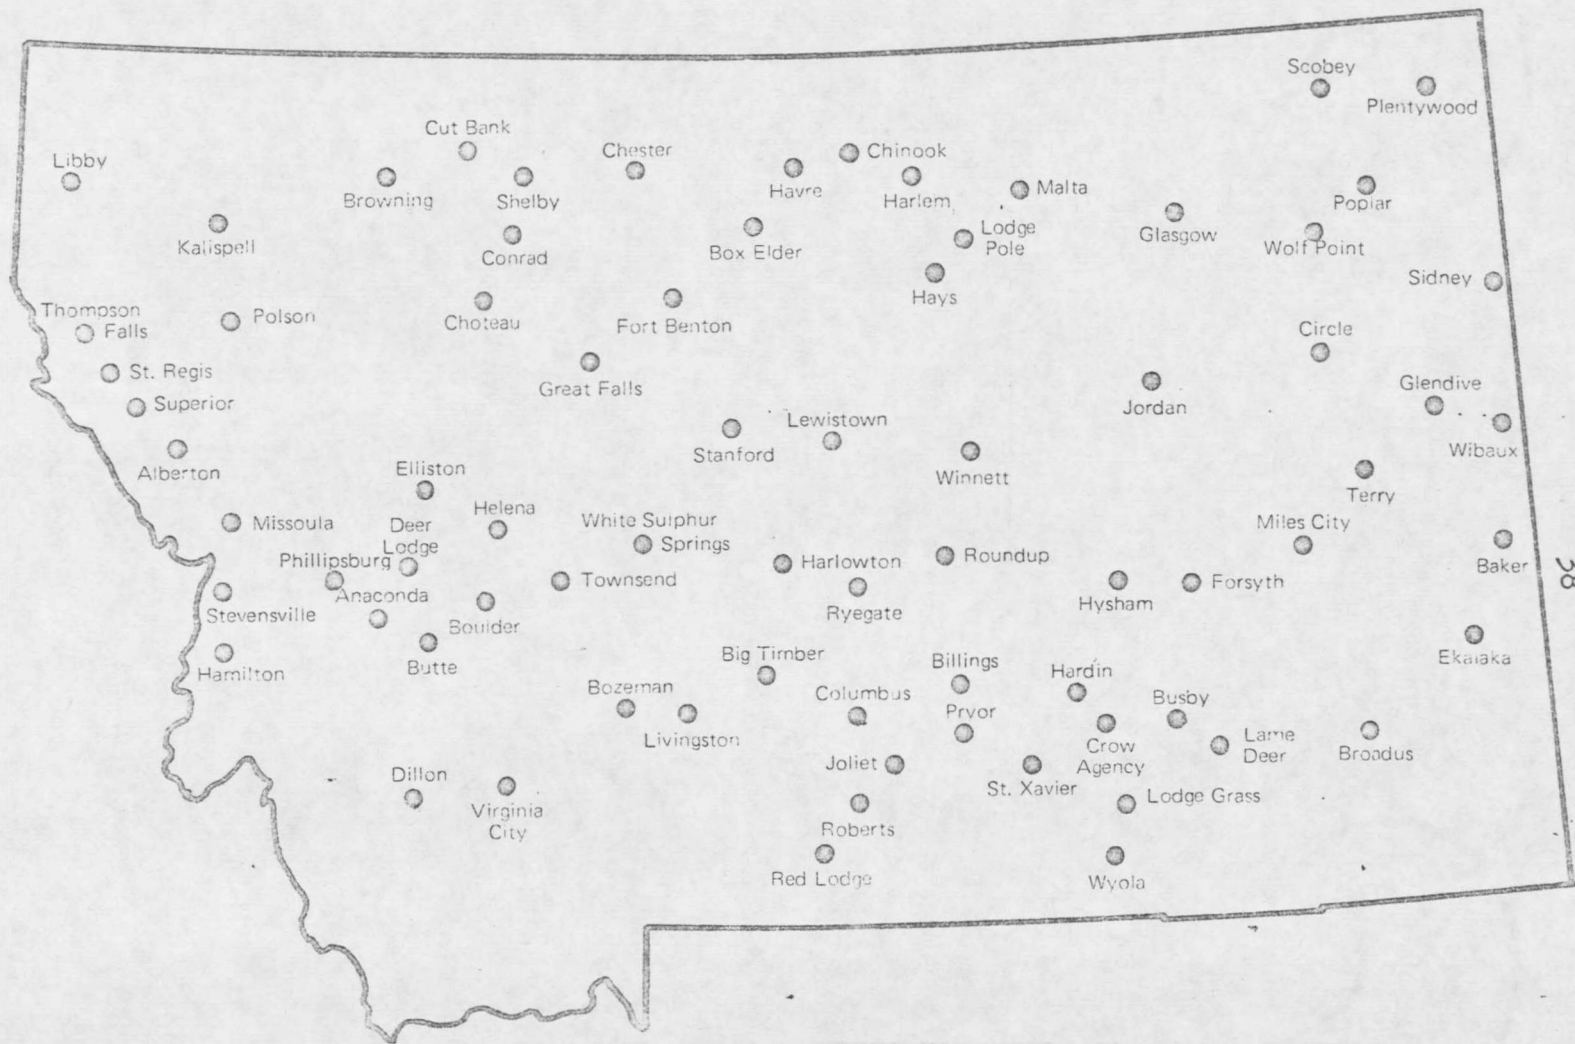 Scobey
Plentywood
Cut Bank
Libby
Chester
Chinook
Browning
Shelby
Havre
Harlem
Malta
Poplar
Kalispell
Conrad
Box Elder
Lodge
Pole
Glasgow
Wolf Point
Hays
Sidney
Thompson
Falls
Polson
Choteau
Fort Benton
Circle
St. Regis
Great Falls
Glendive
Superior
Jordan
Lewistown
Stanford
Wibaux
Alberton
Elliston
Winnett
Terry
Helena
White Sulphur
Springs
Missoula
Deer
Lodge
Miles City
Phillipsburg
Harlowton
Roundup
Baker
38
Anaconda
Townsend
Hysham
Forsyth
Stevensville
Boulder
Ryegate
Butte
Hamilton
Big Timber
Billings
Ekalaka
Bozeman
Columbus
Hardin
Busby
Pryor
Livingston
Crow
Agency
Lame
Deer
Broadus
Joliet
Dillon
St. Xavier
Virginia
City
Lodge Grass
Roberts
Red Lodge
Wyola